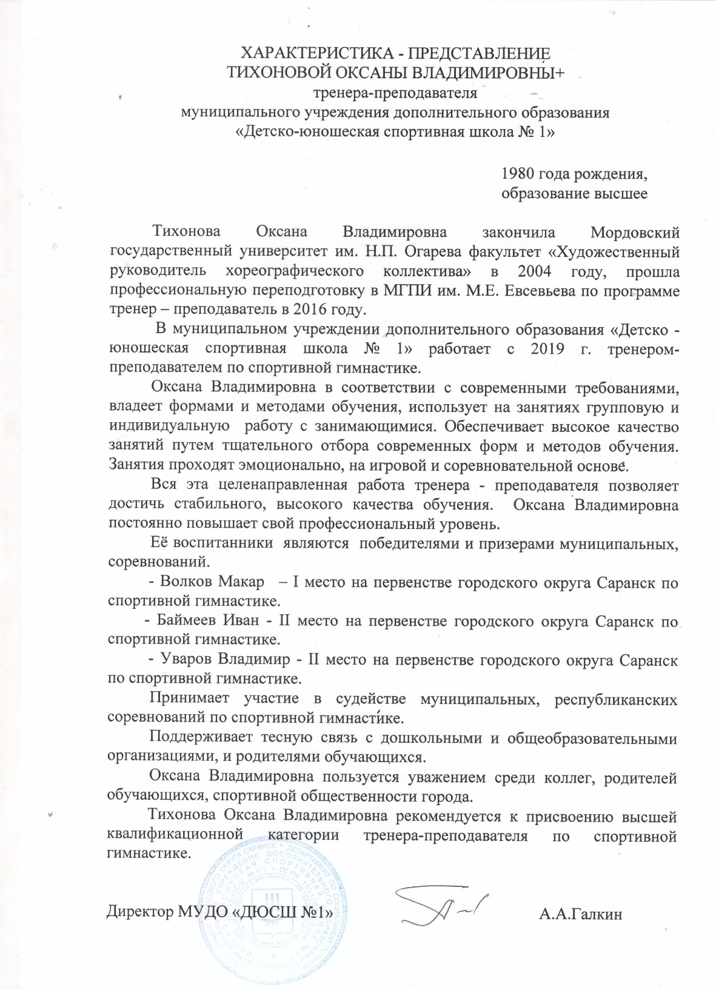 ХАРАКТЕРИСТИКА - ПРЕДСТАВЛЕНИЕ
ТИХОНОВОЙ ОКСАНЫ ВЛАДИМИРОВНЫ+
тренера-преподавателя
муниципального учреждения дополнительного образования
«Детско-юношеская спортивная школа № 1»
1980 года рождения,
образование высшее
Тихонова Оксана Владимировна закончила Мордовский
государственный университет им. Н.П. Огарева факультет «Художественный
руководитель хореографического коллектива» в 2004 году, прошла
профессиональную переподготовку в МГПИ им. М.Е. Евсевьева по программе
тренер – преподаватель в 2016 году.
В муниципальном учреждении дополнительного образования «Детско -
юношеская спортивная школа № 1» работает с 2019 г. тренером-
преподавателем по спортивной гимнастике.
Оксана Владимировна в соответствии с современными требованиями,
владеет формами и методами обучения, использует на занятиях групповую и
индивидуальную работу с занимающимися. Обеспечивает высокое качество
занятий путем тщательного отбора современных форм и методов обучения.
Занятия проходят эмоционально, на игровой и соревновательной основе.
Вся эта целенаправленная работа тренера - преподавателя позволяет
достичь стабильного, высокого качества обучения. Оксана Владимировна
постоянно повышает свой профессиональный уровень.
Её воспитанники являются победителями и призерами муниципальных,
соревнований.
- Волков Макар – I место на первенстве городского округа Саранск по
спортивной гимнастике.
- Баймеев Иван - II место на первенстве городского округа Саранск по
спортивной гимнастике.
- Уваров Владимир - II место на первенстве городского округа Саранск
по спортивной гимнастике.
Принимает участие в судействе муниципальных, республиканских
соревнований по спортивной гимнастике.
Поддерживает тесную связь с дошкольными и общеобразовательными
организациями, и родителями обучающихся.
Оксана Владимировна пользуется уважением среди коллег, родителей
обучающихся, спортивной общественности города.
Тихонова Оксана Владимировна рекомендуется к присвоению высшей
квалификационной категории тренера-преподавателя по спортивной
гимнастике.
Директор МУДО «ДЮСШ №1» А.А.Галкин